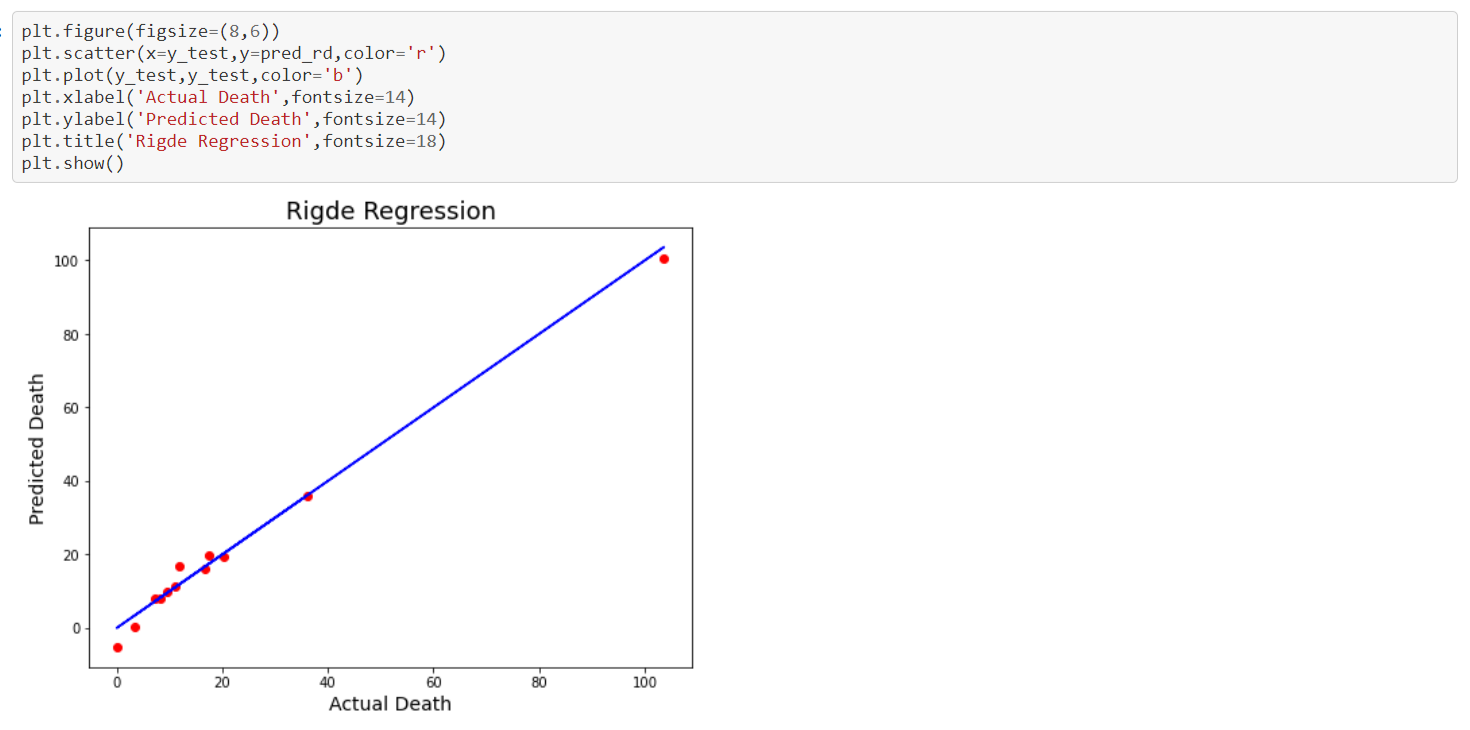 plt.figure(figsize=(8,6))
plt.scatter(x=y_test,y=pred_rd,color='r')
plt.plot(y_test,y_test,color='b')
plt.xlabel('Actual Death',fontsize=14)
plt.ylabel('Predicted Death',fontsize=14)
plt.title('Rigde Regression',fontsize=18)
plt.show()
Rigde Regression
100
80
60
40
20
0
Predicted Death
0 20 40 60 80 100
Actual Death